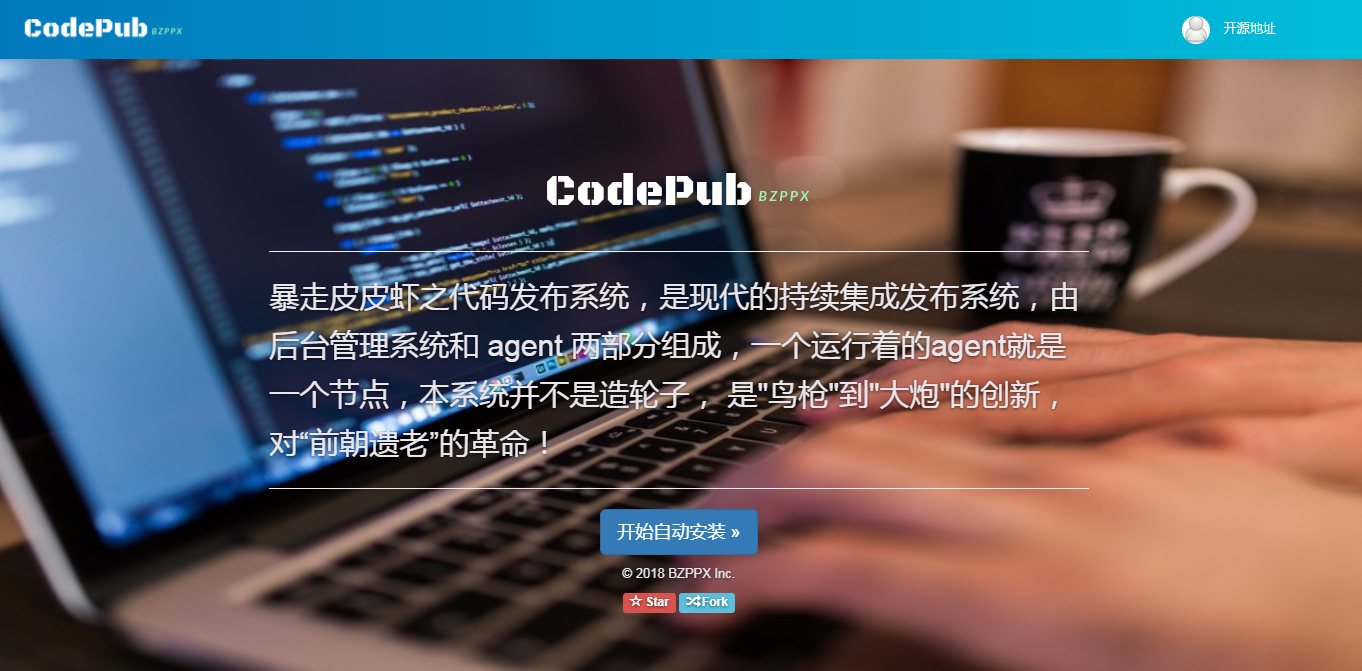 CodePub BZPPX
开源地址
CodePub BZPPX
暴走皮皮虾之代码发布系统，是现代的持续集成发布系统，由
后台管理系统和 agent 两部分组成，一个运行着的agent就是
一个节点，本系统并不是造轮子， 是"鸟枪"到"大炮"的创新，
对“前朝遗老”的革命！
开始自动安装 »
© 2018 BZPPX Inc.
☆ Star
Fork